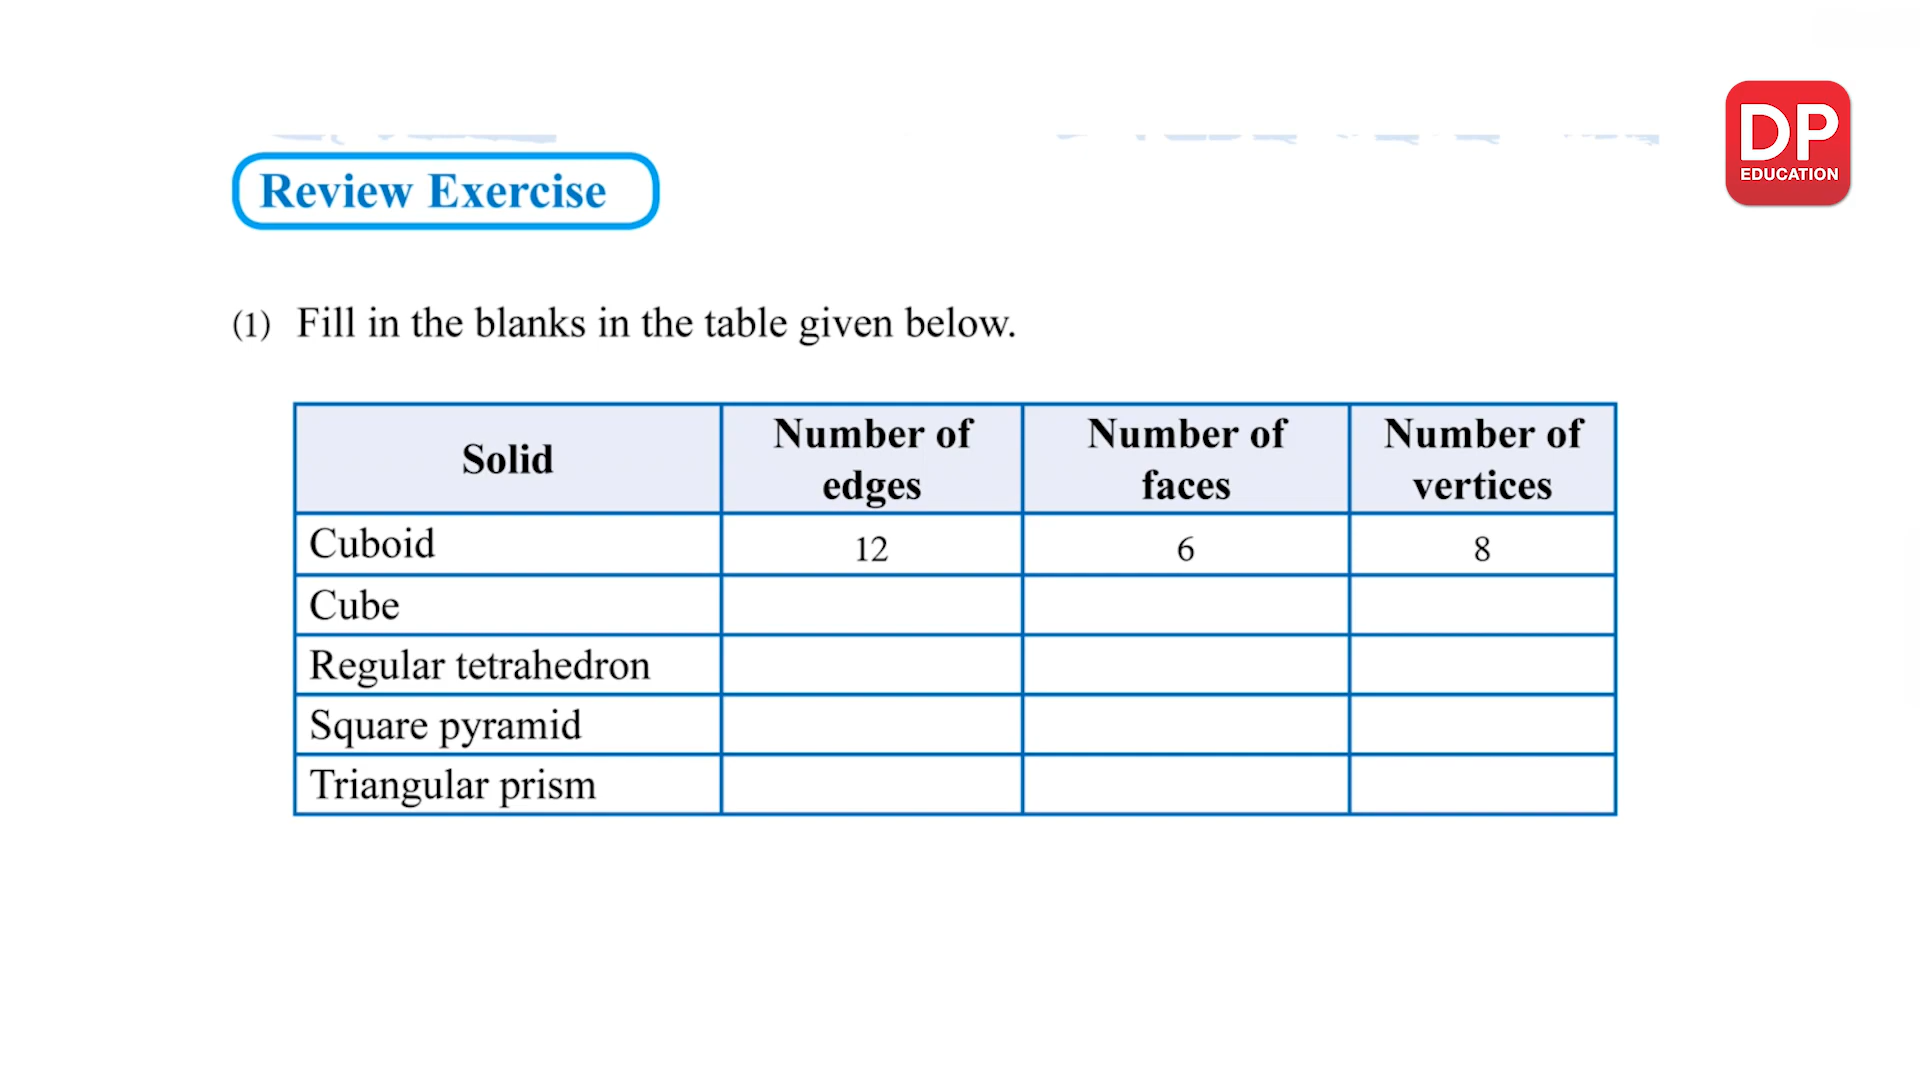 DP
EDUCATION
Review Exercise
(1) Fill in the blanks in the table given below.
Solid
Number of edges
Number of faces
Number of vertices
Cuboid 12 6 8
Cube
Regular tetrahedron
Square pyramid
Triangular prism